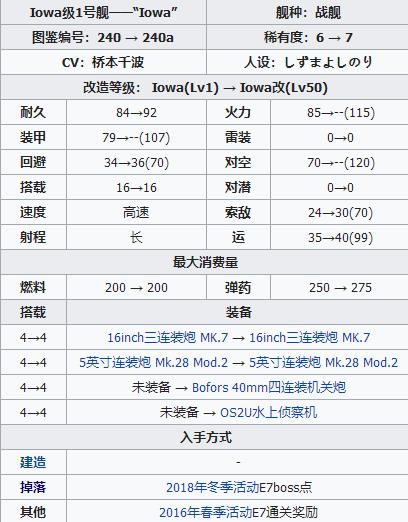 Iowa级1号舰——“Iowa” 舰种：战舰
图鉴编号：240 → 240a 稀有度：6 → 7
CV：桥本千波 人设：しずまよしのり
改造等级： Iowa(Lv1) → Iowa改(Lv50)
耐久 84→92 火力 85→--(115)
装甲 79→--(107) 雷装 0→0
回避 34→36(70) 对空 70→--(120)
搭载 16→16 对潜 0→0
速度 高速 索敌 24→30(70)
射程 长 运 35→40(99)
最大消费量
燃料 200 → 200 弹药 250 → 275
搭载 装备
4→4 16inch三连装炮 MK.7 → 16inch三连装炮 MK.7
4→4 5英寸连装炮 Mk.28 Mod.2 → 5英寸连装炮 Mk.28 Mod.2
4→4 未装备 → Bofors 40mm四连装机关炮
4→4 未装备 → OS2U水上侦察机
入手方式
建造 -
掉落 2018年冬季活动E7boss点
其他 2016年春季活动E7通关奖励